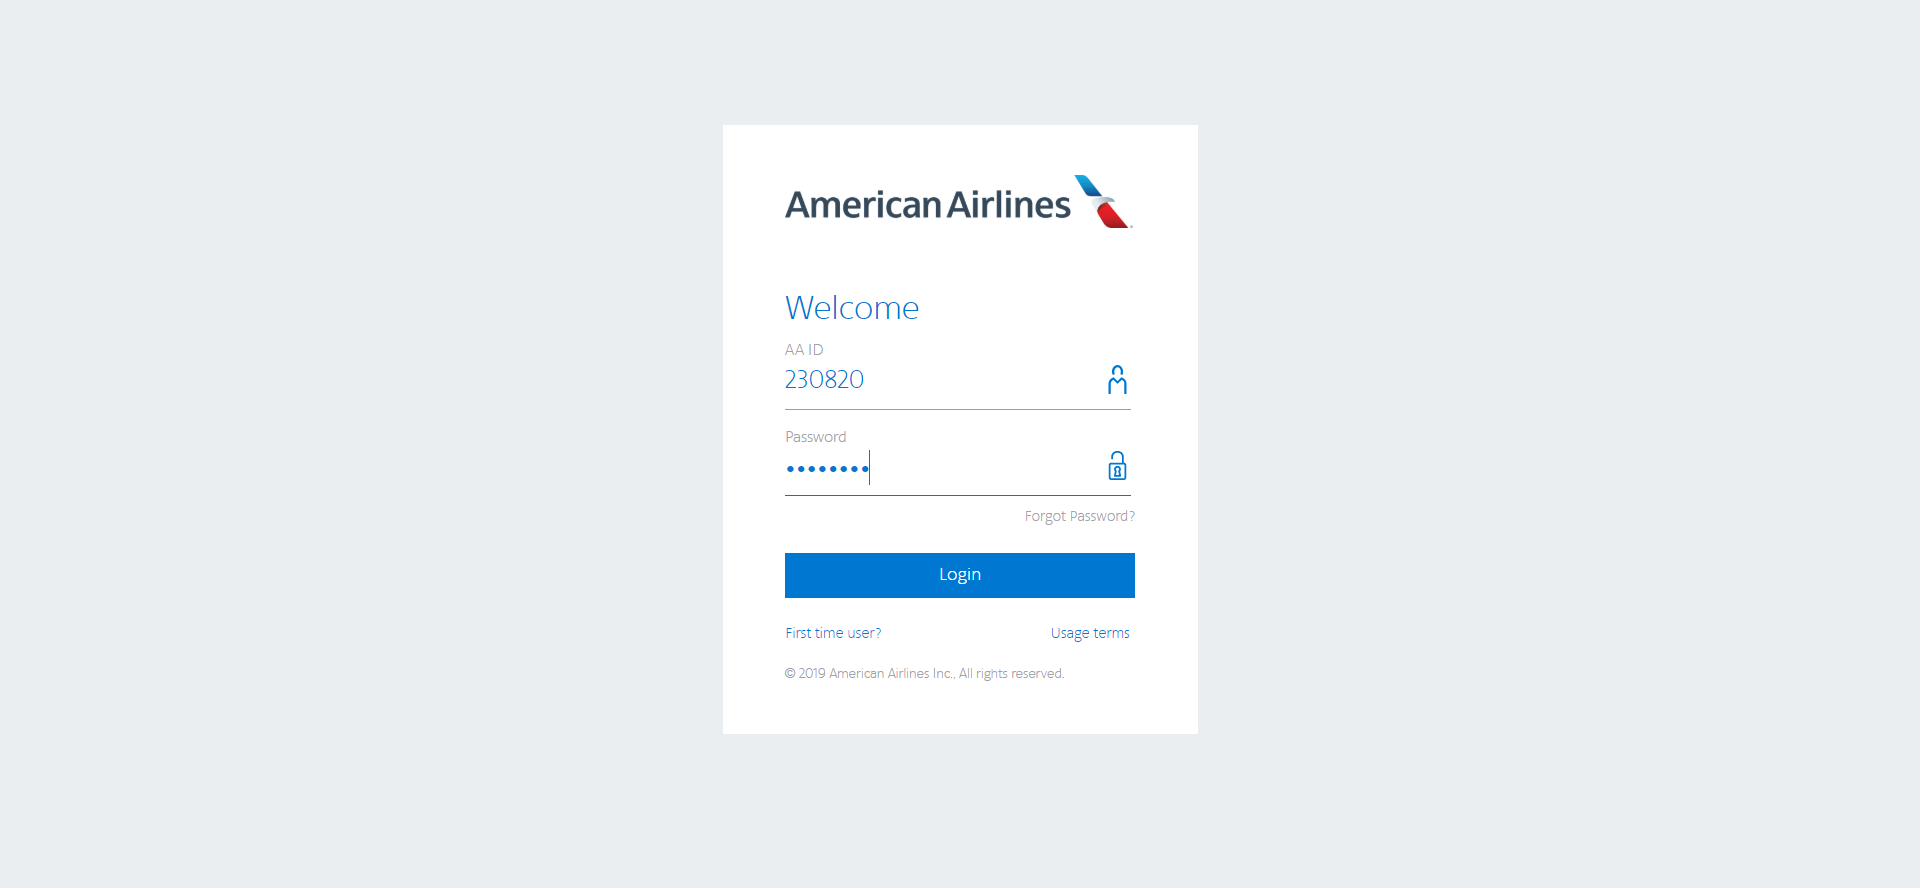 American Airlines
Welcome
AA ID
230820
Password
••••••••
Forgot Password?
Login
First time user?
Usage terms
© 2019 American Airlines Inc., All rights reserved.